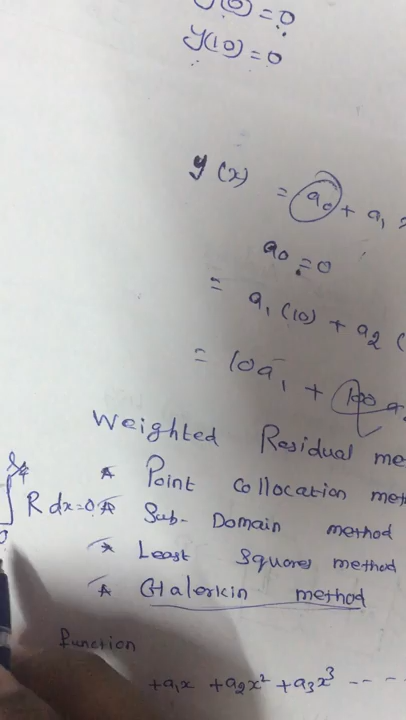 y(0) = 0
y(10) = 0
y(x) = a₀ + a₁
a₀ = 0
= a₁(10) + a₂(
= 10a₁ + 100 a
Weighted Residual me
* Point collocation met
∫ R dx = 0 * Sub-Domain method
* Least squares method
* Galerkin method
function
+a₁x +a₂x² +a₃x³ -- - -